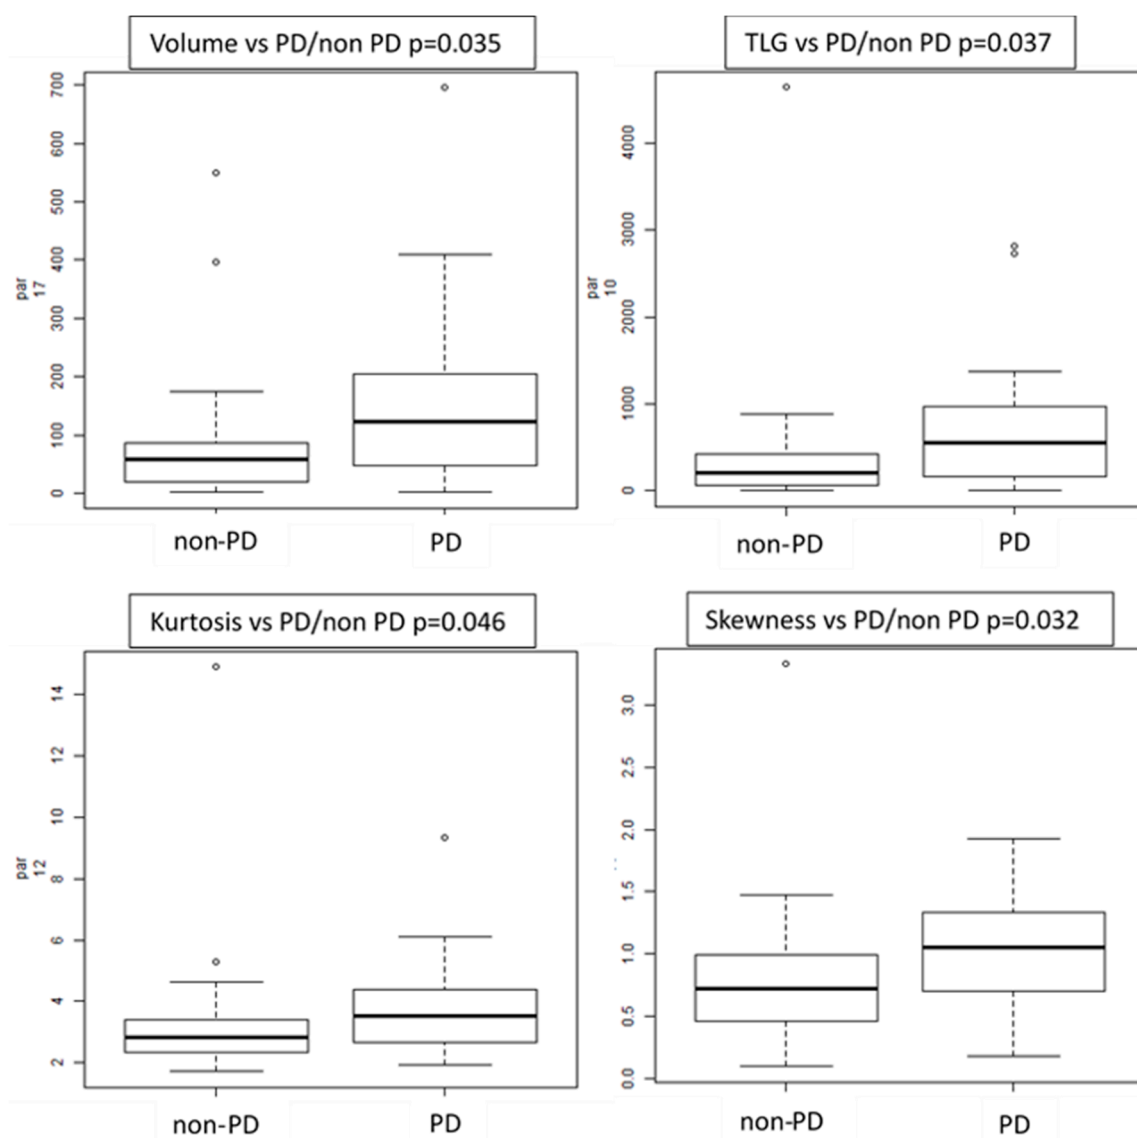 Volume vs PD/non PD p=0.035
TLG vs PD/non PD p=0.037
700
600
500
400
300
200
100
0
par
17
non-PD
PD
4000
3000
2000
1000
0
par
10
non-PD
PD
Kurtosis vs PD/non PD p=0.046
Skewness vs PD/non PD p=0.032
14
12
10
8
6
4
2
par
12
non-PD
PD
3.0
2.5
2.0
1.5
1.0
0.5
0.0
non-PD
PD